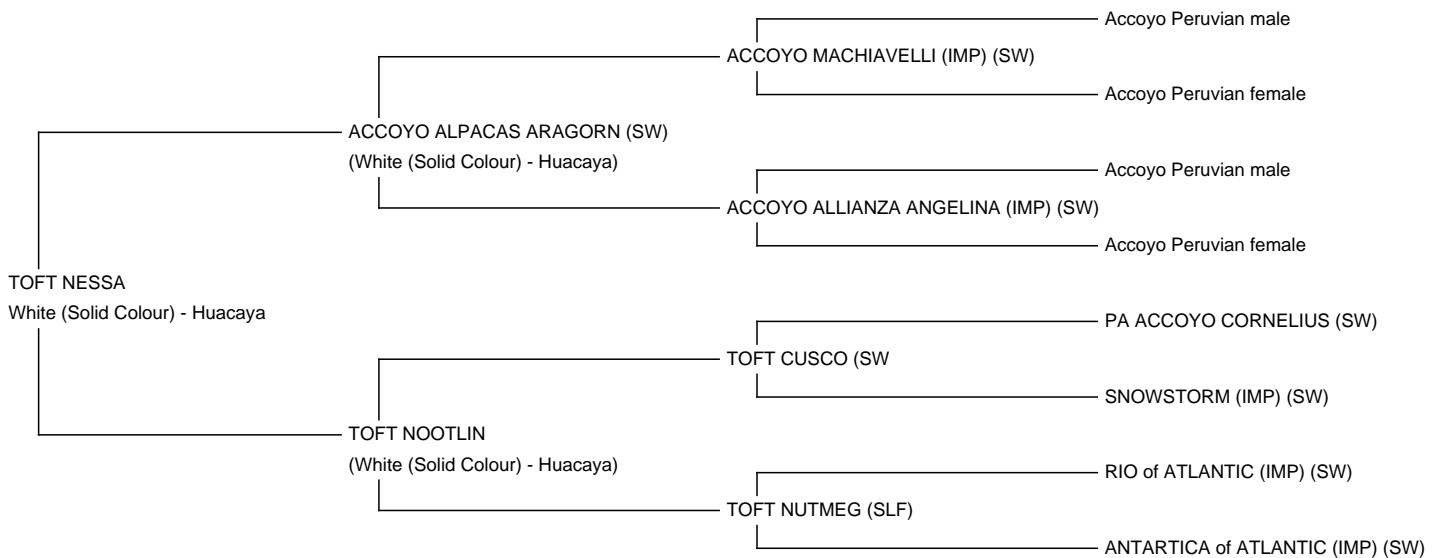 Accoyo Peruvian male
ACCOYO MACHIAVELLI (IMP) (SW)
Accoyo Peruvian female
ACCOYO ALPACAS ARAGORN (SW)
(White (Solid Colour) - Huacaya)
Accoyo Peruvian male
ACCOYO ALLIANZA ANGELINA (IMP) (SW)
Accoyo Peruvian female
TOFT NESSA
White (Solid Colour) - Huacaya
PA ACCOYO CORNELIUS (SW)
TOFT CUSCO (SW
SNOWSTORM (IMP) (SW)
TOFT NOOTLIN
(White (Solid Colour) - Huacaya)
RIO of ATLANTIC (IMP) (SW)
TOFT NUTMEG (SLF)
ANTARTICA of ATLANTIC (IMP) (SW)